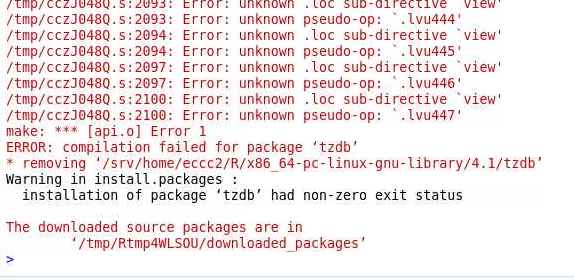 /tmp/cczJ048Q.s:2093: Error: unknown .loc sub-directive `view'
/tmp/cczJ048Q.s:2093: Error: unknown pseudo-op: `.lvu444'
/tmp/cczJ048Q.s:2094: Error: unknown .loc sub-directive `view'
/tmp/cczJ048Q.s:2094: Error: unknown pseudo-op: `.lvu445'
/tmp/cczJ048Q.s:2097: Error: unknown .loc sub-directive `view'
/tmp/cczJ048Q.s:2097: Error: unknown pseudo-op: `.lvu446'
/tmp/cczJ048Q.s:2100: Error: unknown .loc sub-directive `view'
/tmp/cczJ048Q.s:2100: Error: unknown pseudo-op: `.lvu447'
make: *** [api.o] Error 1
ERROR: compilation failed for package ‘tzdb’
* removing ‘/srv/home/eccc2/R/x86_64-pc-linux-gnu-library/4.1/tzdb’
Warning in install.packages :
  installation of package ‘tzdb’ had non-zero exit status

The downloaded source packages are in
        ‘/tmp/Rtmp4WLSOU/downloaded_packages’
>